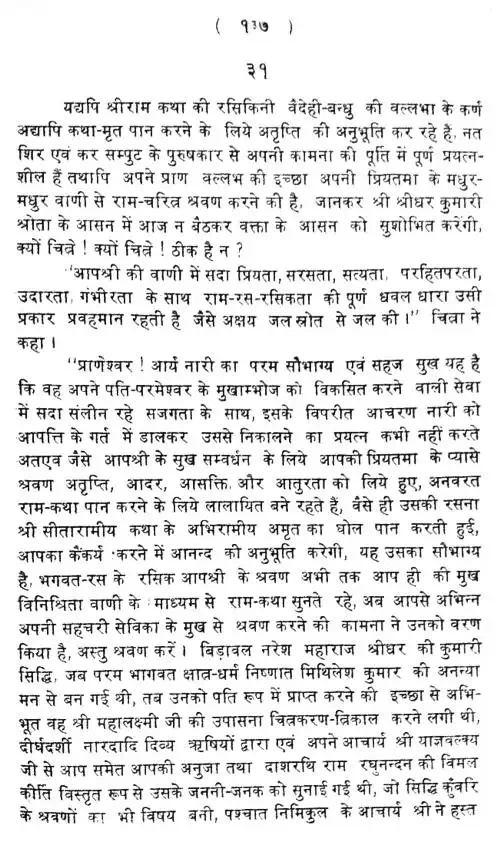 ( १३७ )
३१
यद्यपि श्रीराम कथा की रसिकिनी वैदेही-बन्धु की वल्लभा के कर्ण
अद्यापि कथा-मृत पान करने के लिये अतृप्ति की अनुभूति कर रहे हैं, नत
शिर एवं कर सम्पुट के पुरुषकार से अपनी कामना की पूर्ति में पूर्ण प्रयत्न-
शील हैं तथापि अपने प्राण वल्लभ की इच्छा अपनी प्रियतमा के मधुर-
मधुर वाणी से राम-चरित्र श्रवण करने की है, जानकर श्री श्रीधर कुमारी
श्रोता के आसन में आज न बैठकर वक्ता के आसन को सुशोभित करेंगी,
क्यों चित्रे ! क्यों चित्रे ! ठीक है न ?
"आपश्री की वाणी में सदा प्रियता, सरसता, सत्यता, परहितपरता,
उदारता, गंभीरता के साथ राम-रस-रसिकता की पूर्ण धवल धारा उसी
प्रकार प्रवहमान रहती है जैसे अक्षय जल स्रोत से जल की ।" चित्रा ने
कहा ।
"प्राणेश्वर ! आर्य नारी का परम सौभाग्य एवं सहज सुख यह है
कि वह अपने पति-परमेश्वर के मुखाम्भोज को विकसित करने वाली सेवा
में सदा संलीन रहे सजगता के साथ, इसके विपरीत आचरण नारी को
आपत्ति के गर्त में डालकर उससे निकालने का प्रयत्न कभी नहीं करते
अतएव जैसे आपश्री के सुख सम्वर्धन के लिये आपकी प्रियतमा के प्यासे
श्रवण अतृप्ति, आदर, आसक्ति और आतुरता को लिये हुए, अनवरत
राम-कथा पान करने के लिये लालायित बने रहते हैं, वैसे ही उसकी रसना
श्री सीतारामीय कथा के अभिरामीय अमृत का घोल पान करती हुई,
आपका कैंकर्य करने में आनन्द की अनुभूति करेगी, यह उसका सौभाग्य
है, भगवत-रस के रसिक आपश्री के श्रवण अभी तक आप ही की मुख
विनिश्रिता वाणी के माध्यम से राम-कथा सुनते रहे, अब आपसे अभिन्न
अपनी सहचरी सेविका के मुख से श्रवण करने की कामना ने उनको वरण
किया है, अस्तु श्रवण करें । बिड़ावल नरेश महाराज श्रीधर की कुमारी
सिद्धि, जब परम भागवत क्षात्र-धर्म निष्णात मिथिलेश कुमार की अनन्या
मन से बन गई थी, तब उनको पति रूप में प्राप्त करने की इच्छा से अभि-
भूत वह श्री महालक्ष्मी जी की उपासना चित्रकरण-त्रिकाल करने लगी थी,
दीर्घदर्शी नारदादि दिव्य ऋषियों द्वारा एवं अपने आचार्य श्री याज्ञवल्क्य
जी से आप समेत आपकी अनुजा तथा दाशरथि राम रघुनन्दन की विमल
कीर्ति विस्तृत रूप से उसके जननी-जनक को सुनाई गई थी, जो सिद्धि कुँवरि
के श्रवणों का भी विषय बनी, पश्चात निमिकुल के आचार्य श्री ने हस्त